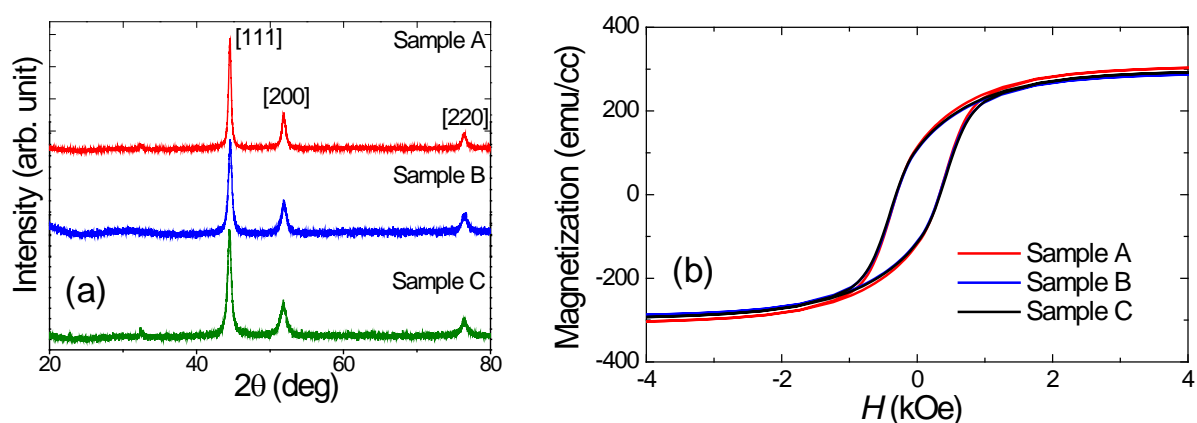 Intensity (arb. unit)
[111]
Sample A
[200]
[220]
Sample B
Sample C
(a)
20 40 60 80
2θ (deg)
Magnetization (emu/cc)
400
200
0
-200
-400
(b)
Sample A
Sample B
Sample C
-4 -2 0 2 4
H (kOe)